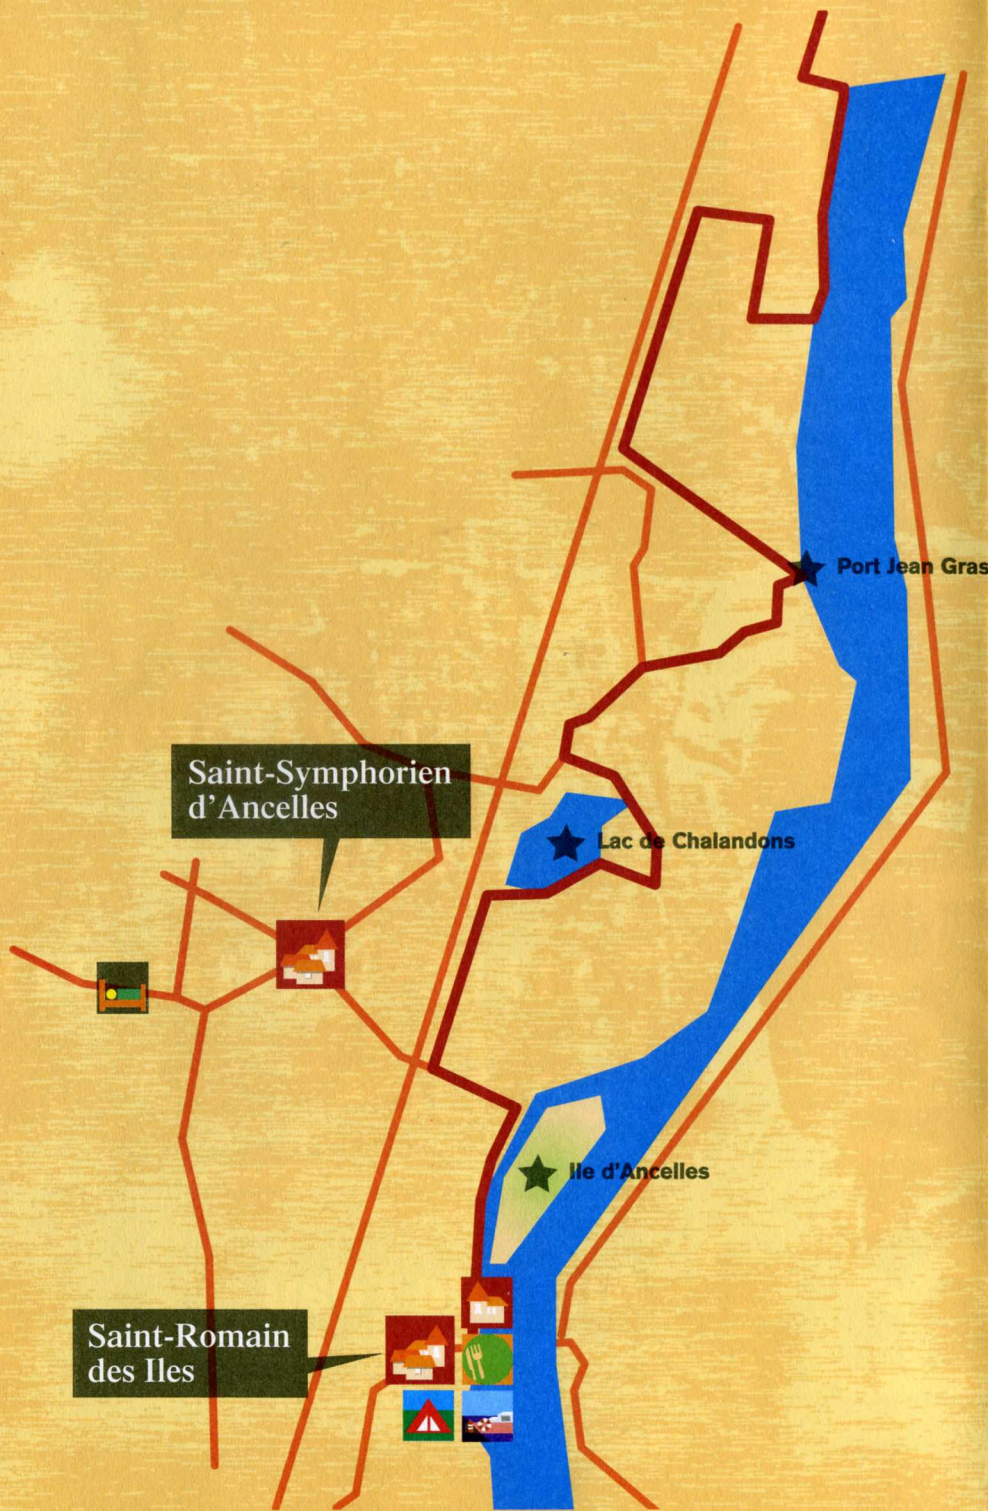 Port Jean Gras
Saint-Symphorien
d'Ancelles
Lac de Chalandons
Ile d'Ancelles
Saint-Romain
des Iles